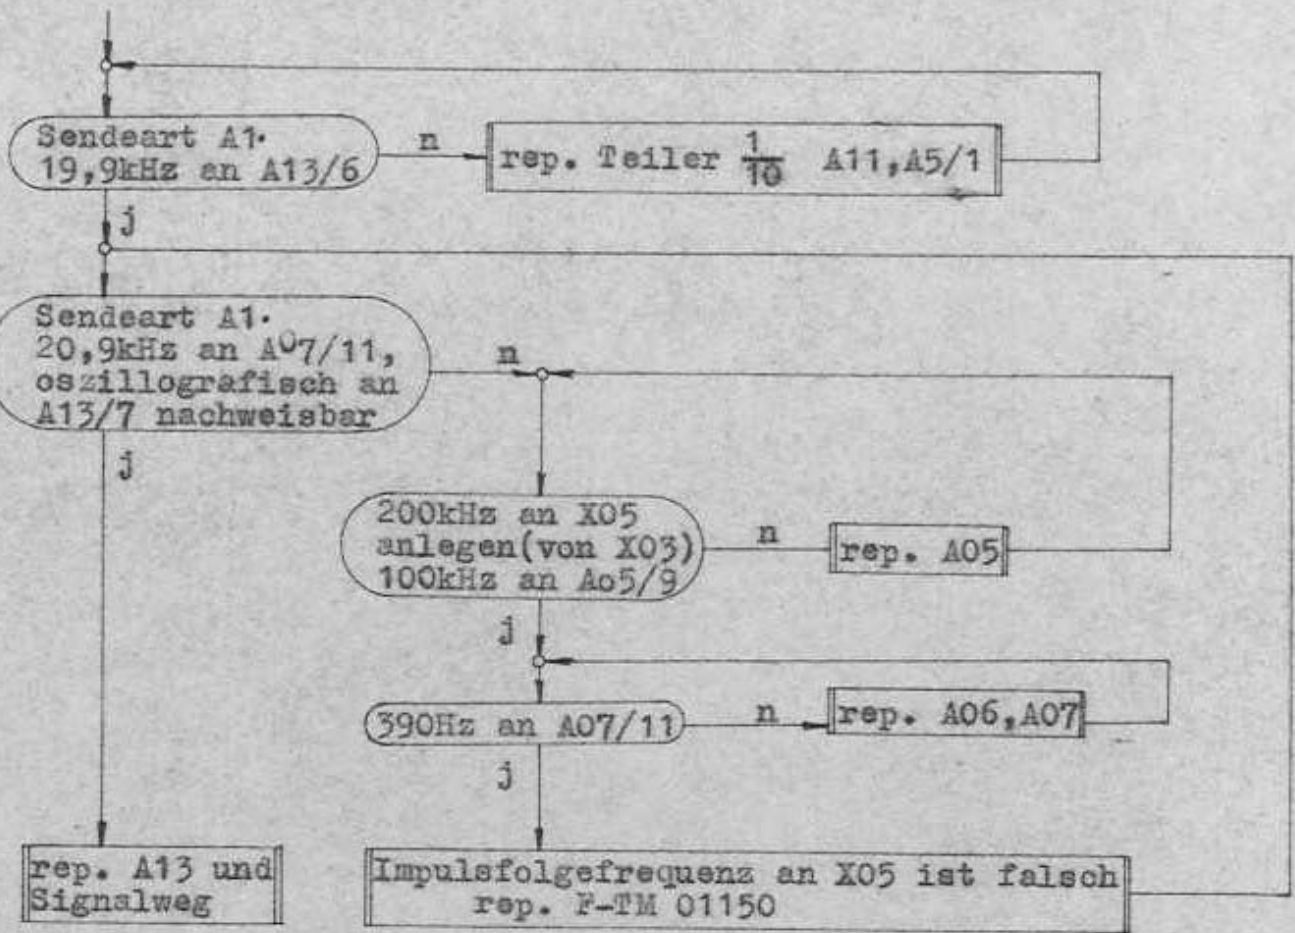 Sendeart A1.
19,9kHz an A13/6
n
rep. Teiler 1/10 A11,A5/1
j
Sendeart A1.
20,9kHz an A07/11,
oszillografisch an
A13/7 nachweisbar
n
j
200kHz an X05
anlegen(von X03)
100kHz an Ao5/9
n
rep. A05
j
390Hz an A07/11
n
rep. A06,A07
j
rep. A13 und
Signalweg
Impulsfolgefrequenz an X05 ist falsch
rep. F-TM 01150